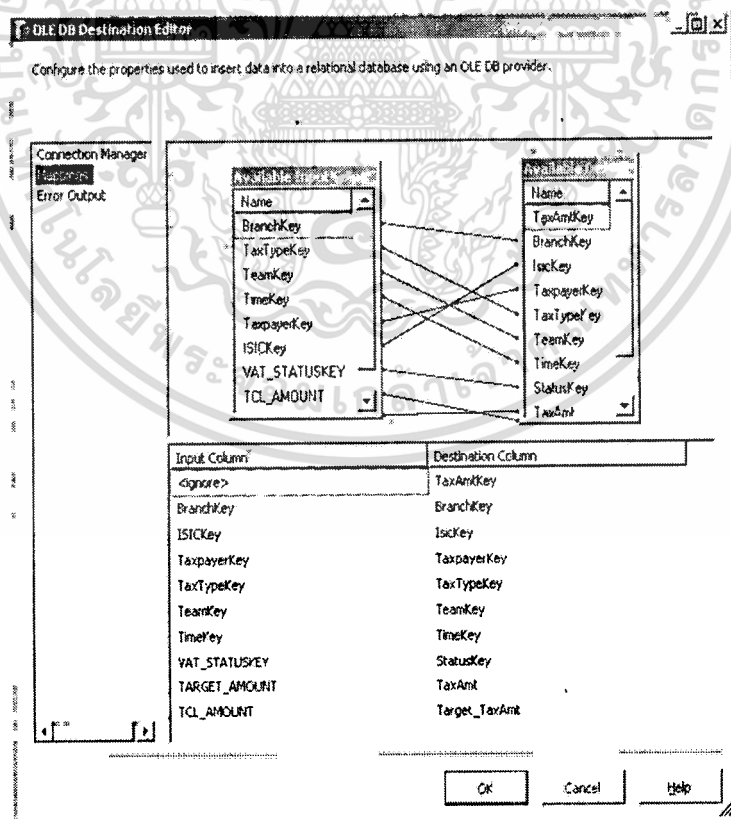 OLE DB Destination Editor
Configure the properties used to insert data into a relational database using an OLE DB provider.
Connection Manager
Mappings
Error Output
Name
BranchKey
TaxTypeKey
TeamKey
TimeKey
TaxpayerKey
ISICKey
VAT_STATUSKEY
TCL_AMOUNT
Name
TaxAmtKey
BranchKey
IsicKey
TaxpayerKey
TaxTypeKey
TeamKey
TimeKey
StatusKey
TaxAmt
Input Column Destination Column
<ignore> TaxAmtKey
BranchKey BranchKey
ISICKey IsicKey
TaxpayerKey TaxpayerKey
TaxTypeKey TaxTypeKey
TeamKey TeamKey
TimeKey TimeKey
VAT_STATUSKEY StatusKey
TARGET_AMOUNT TaxAmt
TCL_AMOUNT Target_TaxAmt
OK Cancel Help